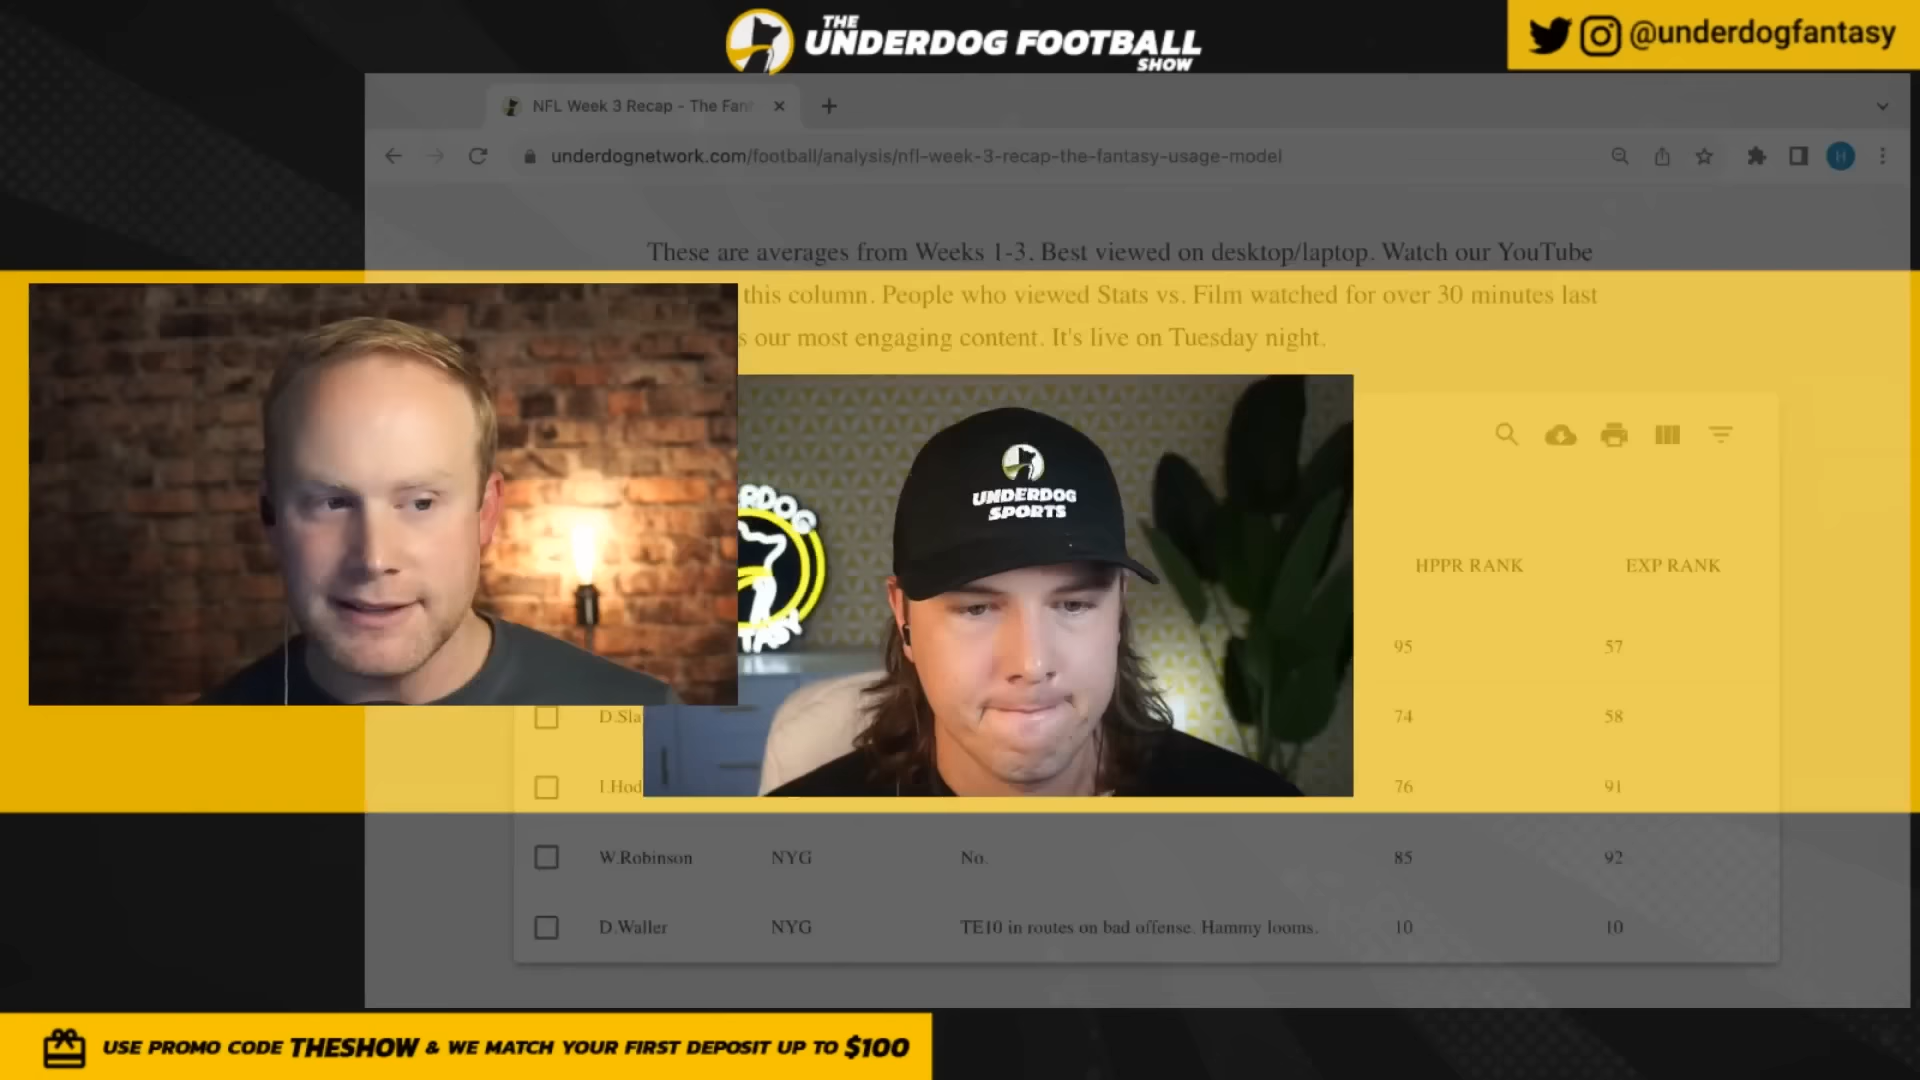 THE
UNDERDOG FOOTBALL
SHOW
@underdogfantasy
NFL Week 3 Recap - The Fan
underdognetwork.com/football/analysis/nfl-week-3-recap-the-fantasy-usage-model
H
These are averages from Weeks 1-3. Best viewed on desktop/laptop. Watch our YouTube
this column. People who viewed Stats vs. Film watched for over 30 minutes last
s our most engaging content. It's live on Tuesday night.
UNDERDOG
SPORTS
RDOG
TASY
HPPR RANK EXP RANK
95 57
D.Sla 74 58
I.Hod 76 91
W.Robinson NYG No. 85 92
D.Waller NYG TE10 in routes on bad offense. Hammy looms. 10 10
USE PROMO CODE THESHOW & WE MATCH YOUR FIRST DEPOSIT UP TO $100